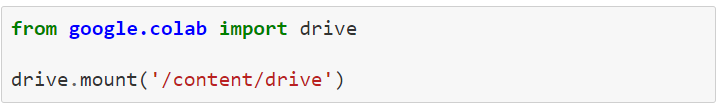 from google.colab import drive
drive.mount('/content/drive')